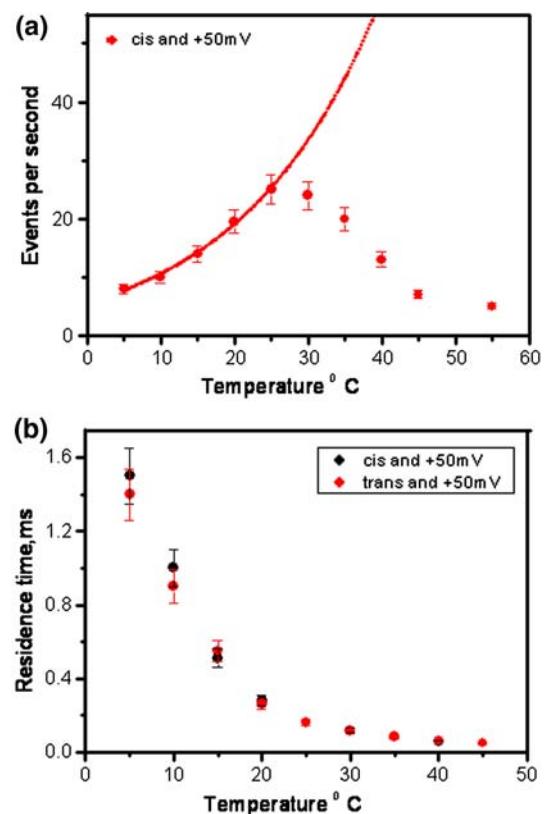 (a)
cis and +50mV
Events per second
40
20
0
0 10 20 30 40 50 60
Temperature ° C
(b)
cis and +50mV
trans and +50mV
Residence time,ms
1.6
1.2
0.8
0.4
0.0
0 10 20 30 40 50
Temperature ° C